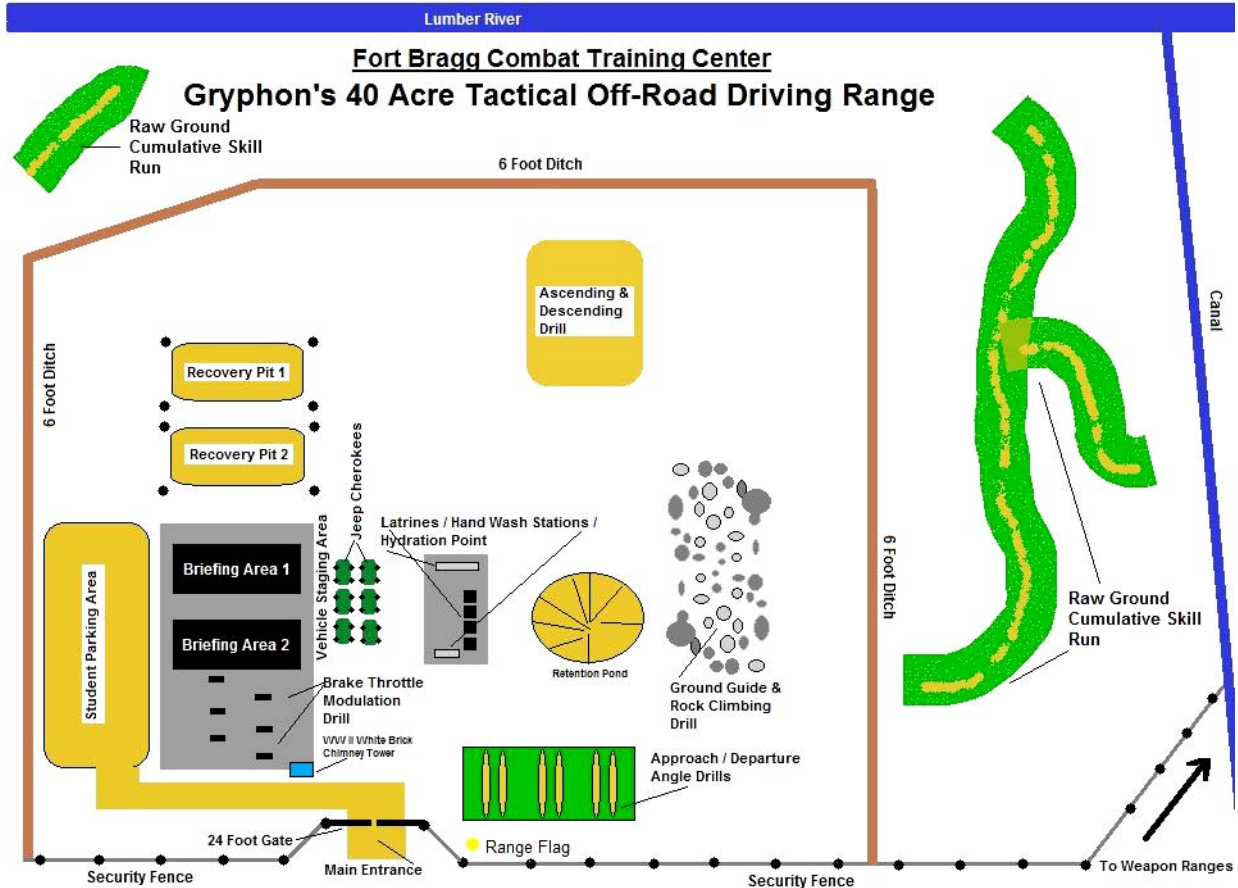 Lumber River
Fort Bragg Combat Training Center
Gryphon's 40 Acre Tactical Off-Road Driving Range
Raw Ground
Cumulative Skill
Run
6 Foot Ditch
6 Foot Ditch
Ascending &
Descending
Drill
Canal
Recovery Pit 1
Recovery Pit 2
Jeep Cherokees
Vehicle Staging Area
Latrines / Hand Wash Stations /
Hydration Point
Student Parking Area
Briefing Area 1
Briefing Area 2
6 Foot Ditch
Raw Ground
Cumulative Skill
Run
Retention Pond
Brake Throttle
Modulation
Drill
Ground Guide &
Rock Climbing
Drill
WW II White Brick
Chimney Tower
Approach / Departure
Angle Drills
24 Foot Gate
Range Flag
Main Entrance
Security Fence
Security Fence
To Weapon Ranges